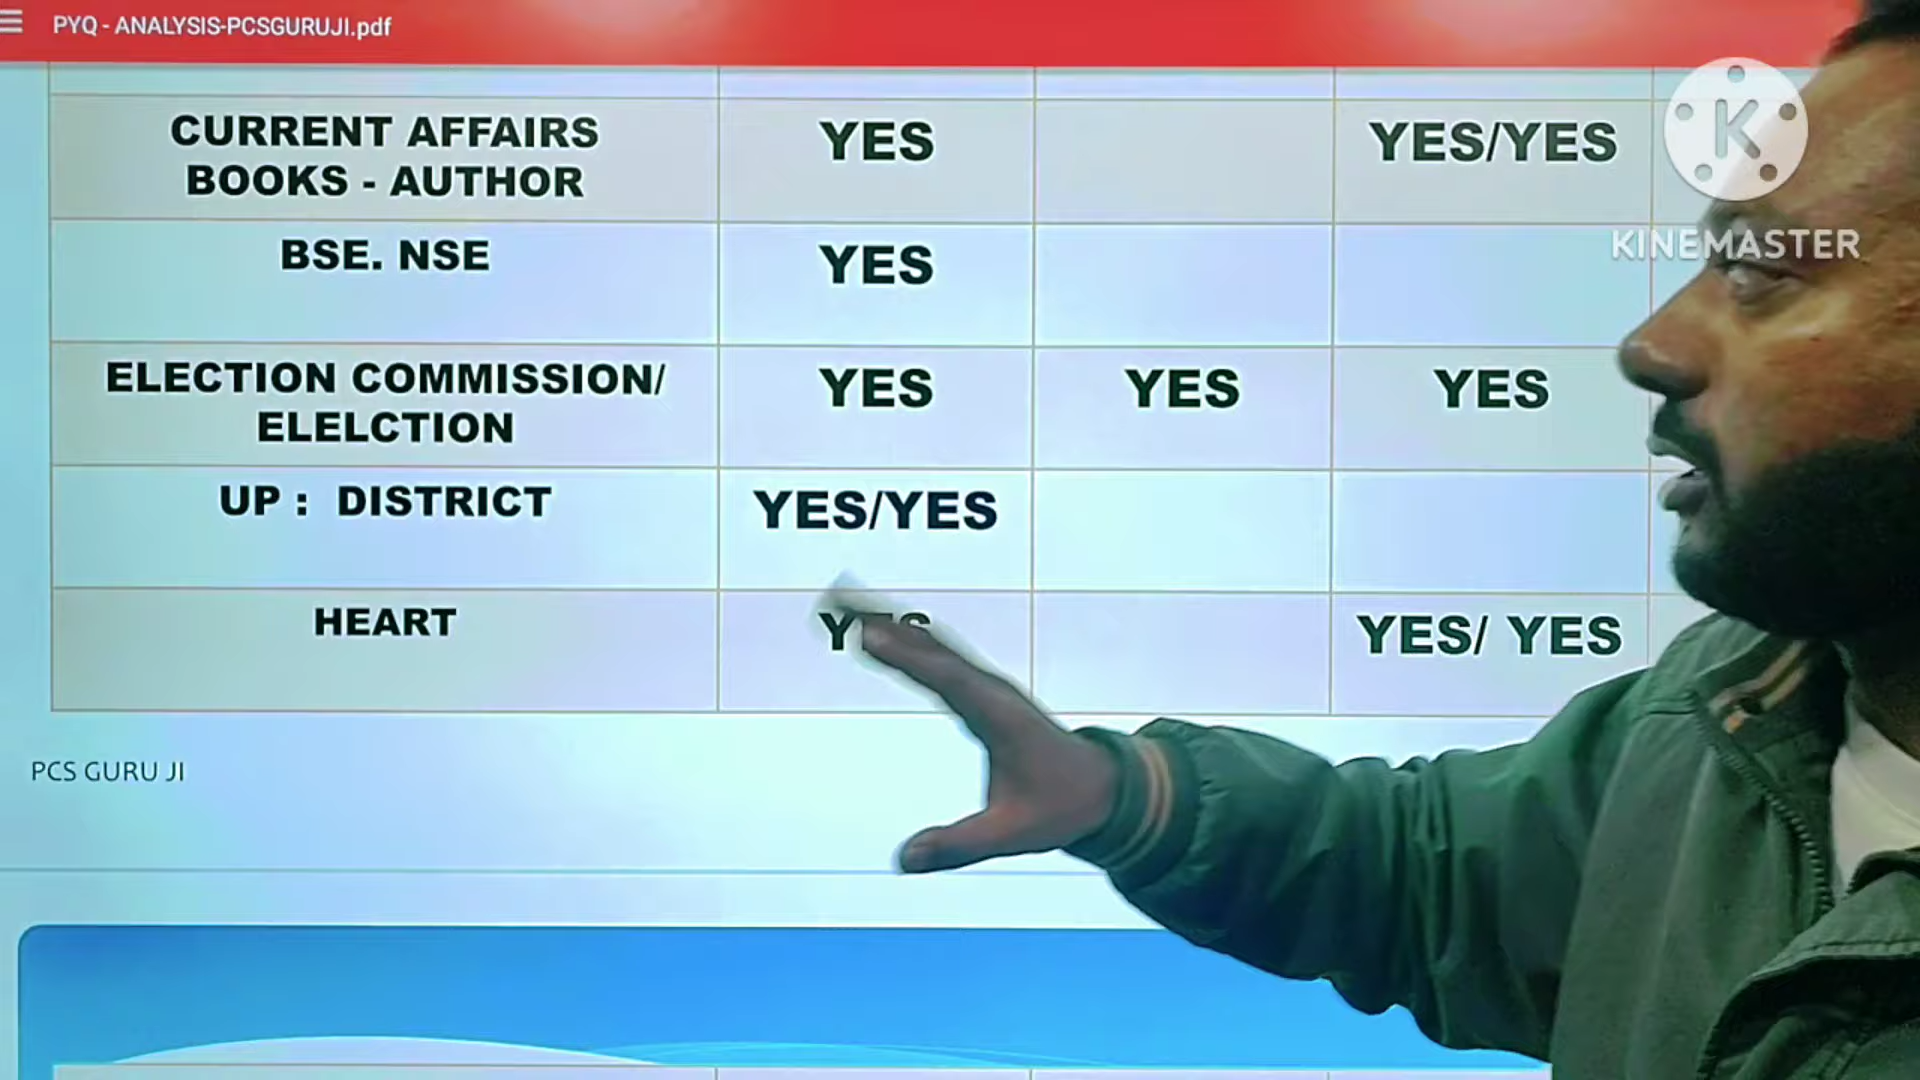 PYQ - ANALYSIS-PCSGURUJI.pdf
CURRENT AFFAIRS
BOOKS - AUTHOR
YES
YES/YES
K
KINEMASTER
BSE. NSE
YES
ELECTION COMMISSION/
ELELCTION
YES
YES
YES
UP : DISTRICT
YES/YES
HEART
YES
YES/ YES
PCS GURU JI